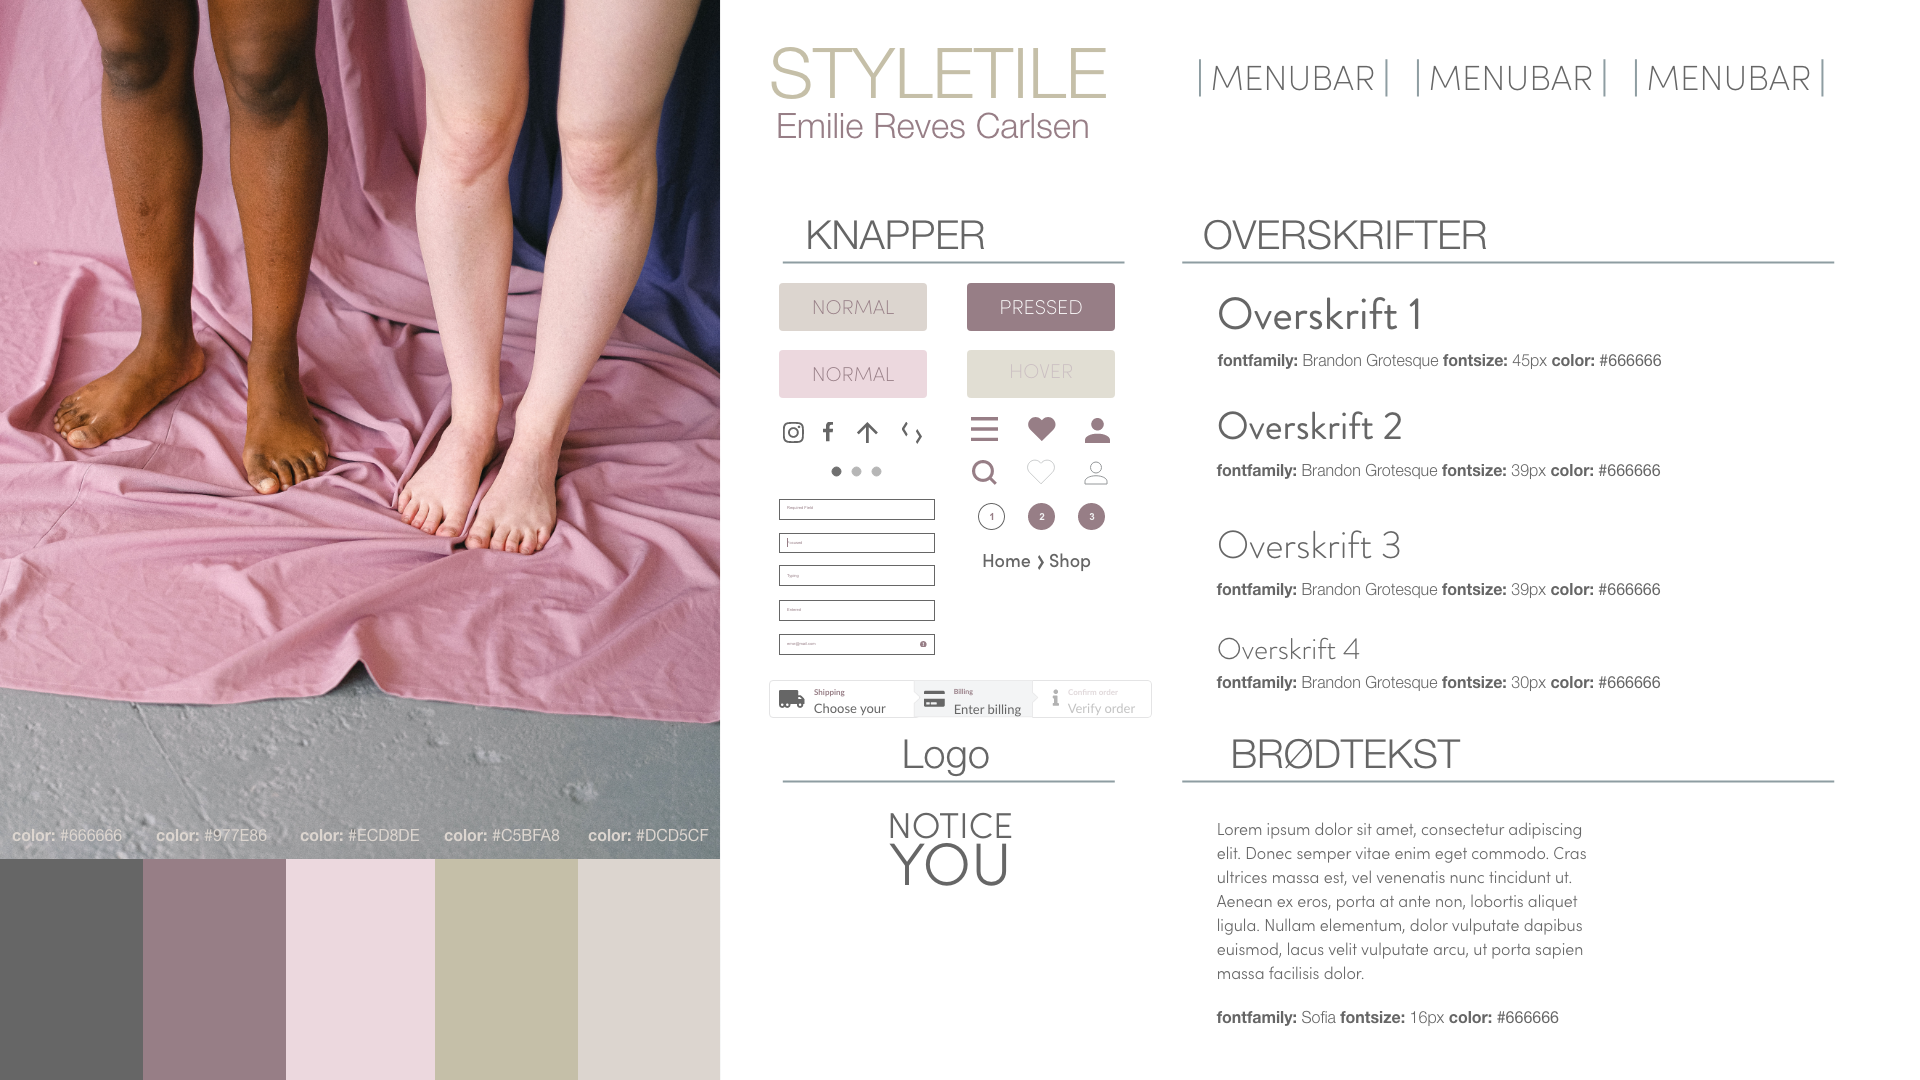 STYLETILE
Emilie Reves Carlsen
| MENUBAR | | MENUBAR | | MENUBAR |
KNAPPER
NORMAL
PRESSED
NORMAL
HOVER
1 2 3
Home Shop
Required Field
Focused
Typing
Entered
Shipping
Choose your
Billing
Enter billing
Confirm order
Verify order
Logo
NOTICE
YOU
OVERSKRIFTER
Overskrift 1
fontfamily: Brandon Grotesque fontsize: 45px color: #666666
Overskrift 2
fontfamily: Brandon Grotesque fontsize: 39px color: #666666
Overskrift 3
fontfamily: Brandon Grotesque fontsize: 39px color: #666666
Overskrift 4
fontfamily: Brandon Grotesque fontsize: 30px color: #666666
BRØDTEKST
Lorem ipsum dolor sit amet, consectetur adipiscing
elit. Donec semper vitae enim eget commodo. Cras
ultrices massa est, vel venenatis nunc tincidunt ut.
Aenean ex eros, porta at ante non, lobortis aliquet
ligula. Nullam elementum, dolor vulputate dapibus
euismod, lacus velit vulputate arcu, ut porta sapien
massa facilisis dolor.
fontfamily: Sofia fontsize: 16px color: #666666
color: #666666
color: #977E86
color: #ECD8DE
color: #C5BFA8
color: #DCD5CF